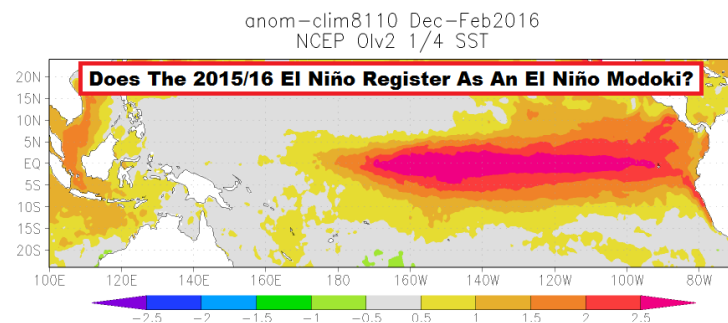 anom-clim8110 Dec-Feb2016
NCEP OIv2 1/4 SST
Does The 2015/16 El Niño Register As An El Niño Modoki?
20N
15N
10N
5N
EQ
5S
10S
15S
20S
100E 120E 140E 160E 180 160W 140W 120W 100W 80W
-2.5 -2 -1.5 -1 -0.5 0.5 1 1.5 2 2.5